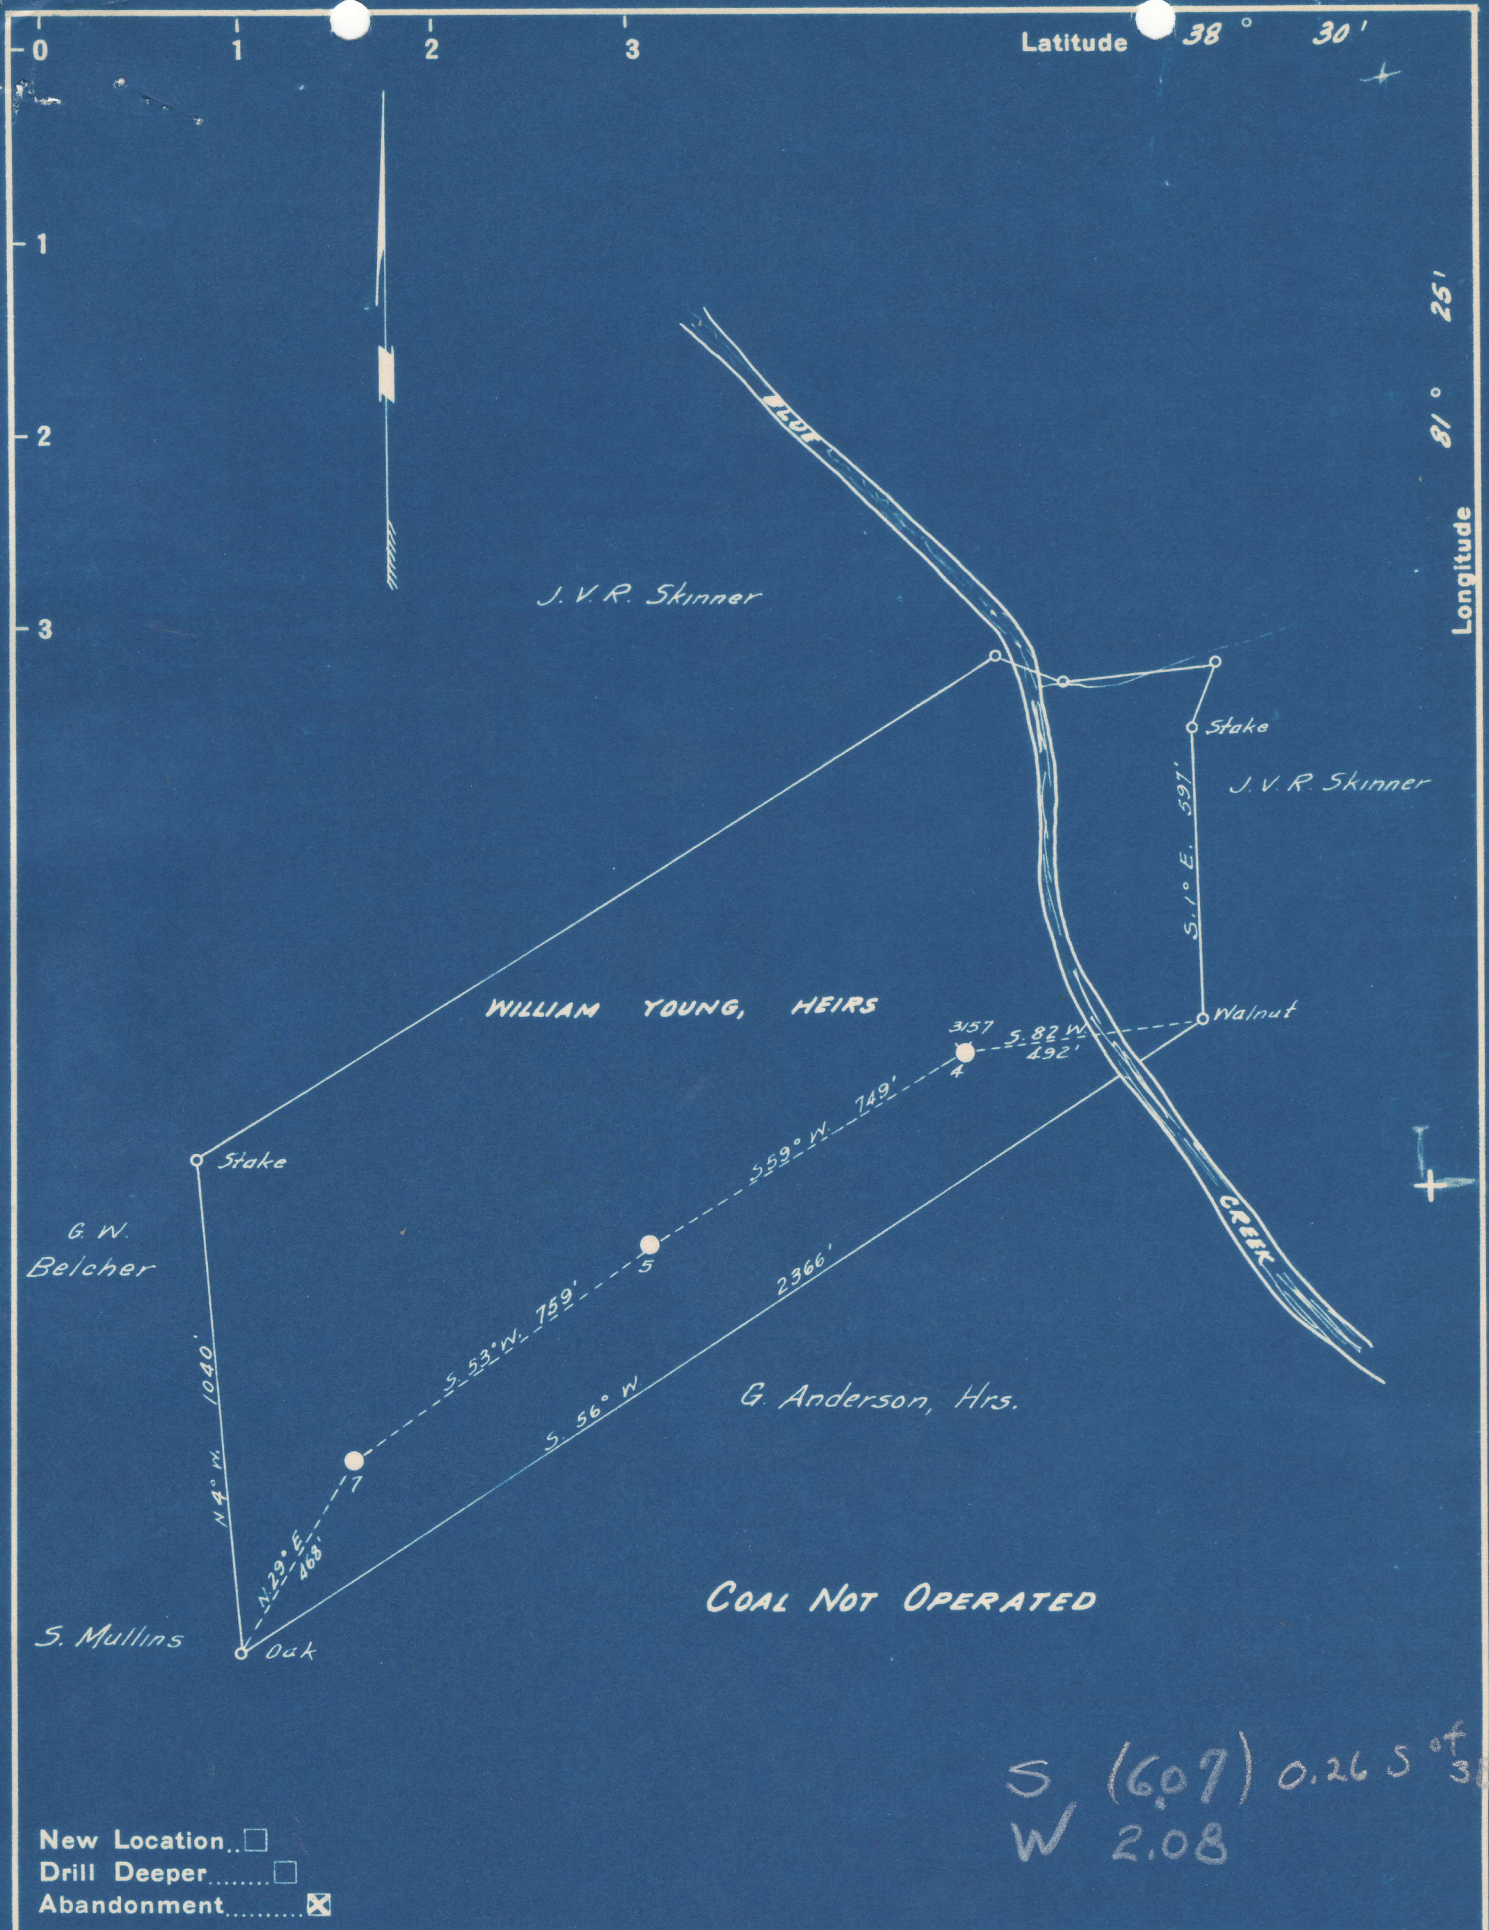 0 1 2 3 Latitude 38° 30'
1
2
3
Longitude 81° 25'
BLUE
J. V. R. Skinner
Stake
J. V. R. Skinner
S. 1° E. 597'
WILLIAM YOUNG, HEIRS
Walnut
3157
S. 82 W.
492'
4
S 59° W. 749'
Stake
G. W.
Belcher
CREEK
5
2366'
S. 56° W
S. 53° W. 759'
N 4° W. 1040'
G. Anderson, Hrs.
7
N. 29° E
468'
COAL NOT OPERATED
S. Mullins
Oak
S (6.07) 0.26 S of
W 2.08
New Location..
Drill Deeper........
Abandonment..........